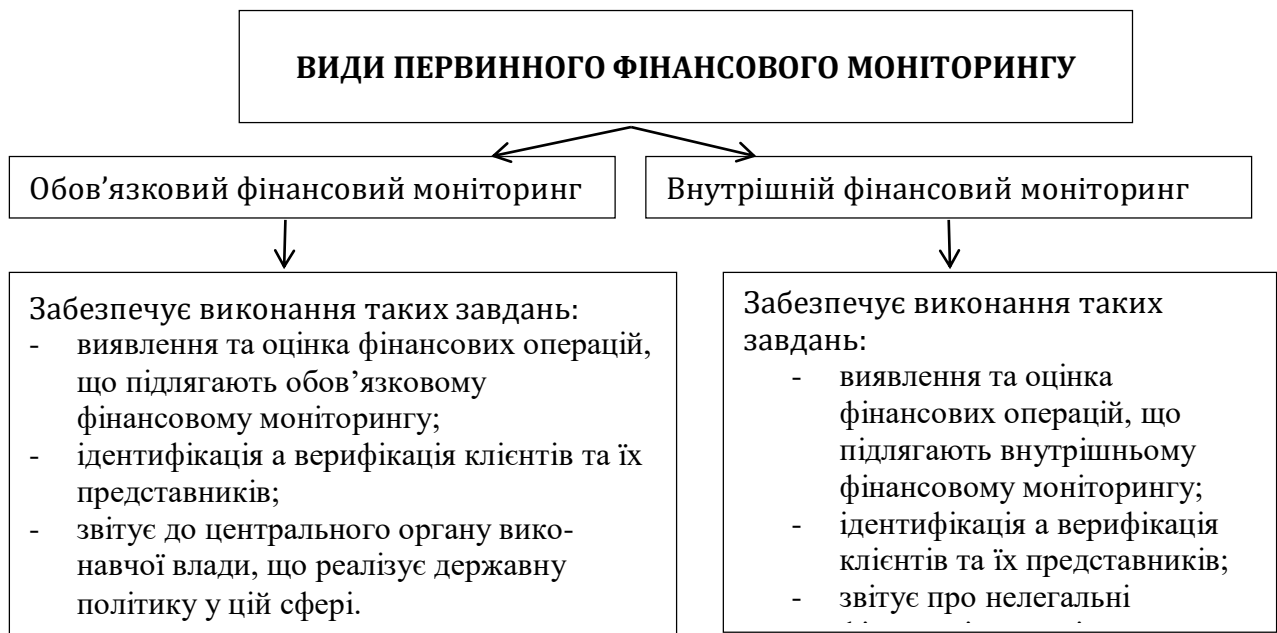 ВИДИ ПЕРВИННОГО ФІНАНСОВОГО МОНІТОРИНГУ
Обов’язковий фінансовий моніторинг
Внутрішній фінансовий моніторинг
Забезпечує виконання таких завдань:
- виявлення та оцінка фінансових операцій,
що підлягають обов’язковому
фінансовому моніторингу;
- ідентифікація а верифікація клієнтів та їх
представників;
- звітує до центрального органу вико-
навчої влади, що реалізує державну
політику у цій сфері.
Забезпечує виконання таких
завдань:
- виявлення та оцінка
фінансових операцій, що
підлягають внутрішньому
фінансовому моніторингу;
- ідентифікація а верифікація
клієнтів та їх представників;
- звітує про нелегальні